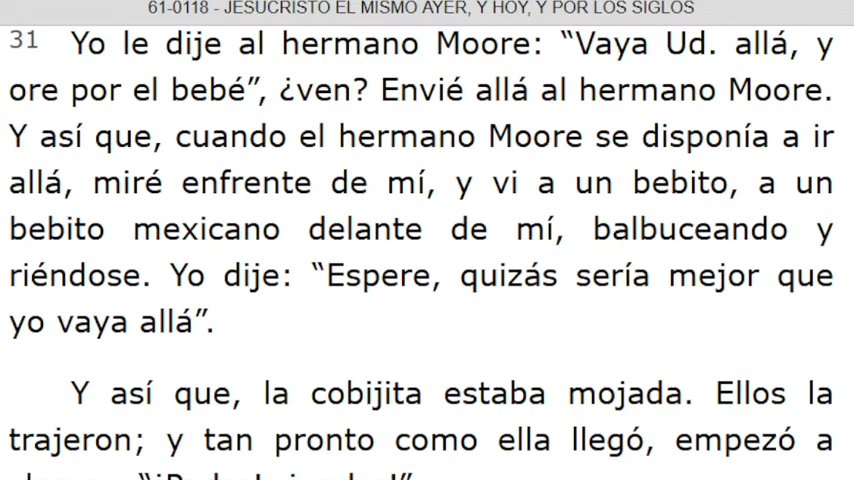 61-0118 - JESUCRISTO EL MISMO AYER, Y HOY, Y POR LOS SIGLOS
31 Yo le dije al hermano Moore: “Vaya Ud. allá, y
ore por el bebé”, ¿ven? Envié allá al hermano Moore.
Y así que, cuando el hermano Moore se disponía a ir
allá, miré enfrente de mí, y vi a un bebito, a un
bebito mexicano delante de mí, balbuceando y
riéndose. Yo dije: “Espere, quizás sería mejor que
yo vaya allá”.
Y así que, la cobijita estaba mojada. Ellos la
trajeron; y tan pronto como ella llegó, empezó a